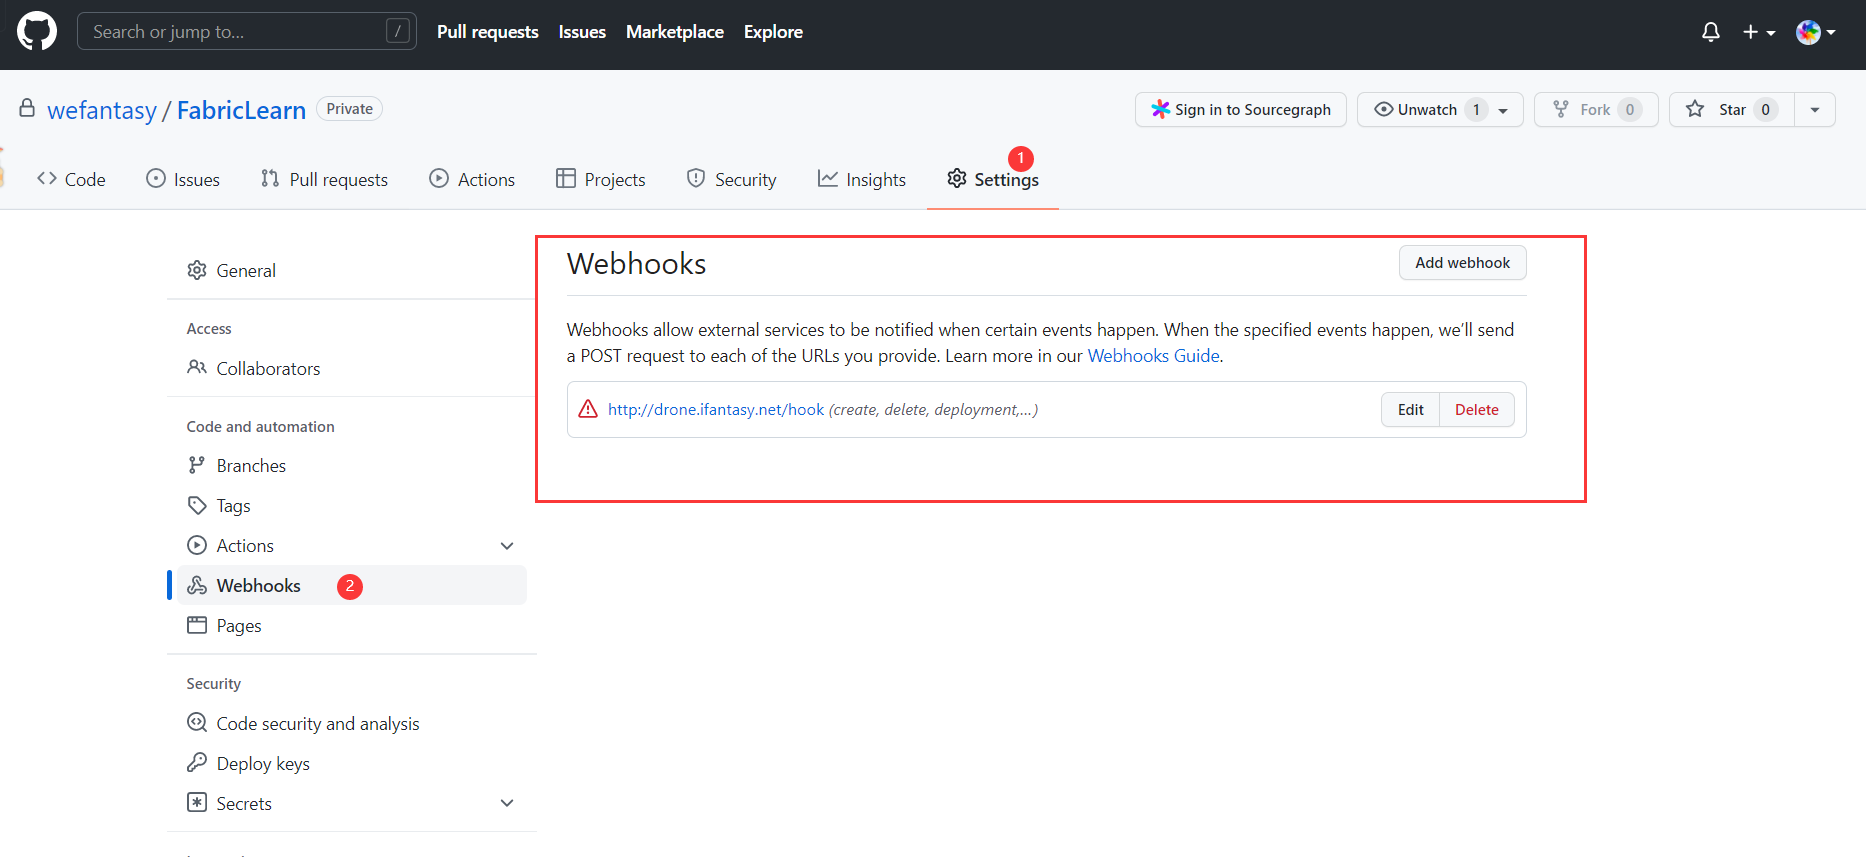 Search or jump to... /
Pull requests Issues Marketplace Explore
wefantasy / FabricLearn Private
Sign in to Sourcegraph Unwatch 1 Fork 0 Star 0
Code Issues Pull requests Actions Projects Security Insights Settings 1
General
Access
Collaborators
Code and automation
Branches
Tags
Actions
Webhooks 2
Pages
Security
Code security and analysis
Deploy keys
Secrets
Webhooks Add webhook
Webhooks allow external services to be notified when certain events happen. When the specified events happen, we’ll send
a POST request to each of the URLs you provide. Learn more in our Webhooks Guide.
http://drone.ifantasy.net/hook (create, delete, deployment,...) Edit Delete